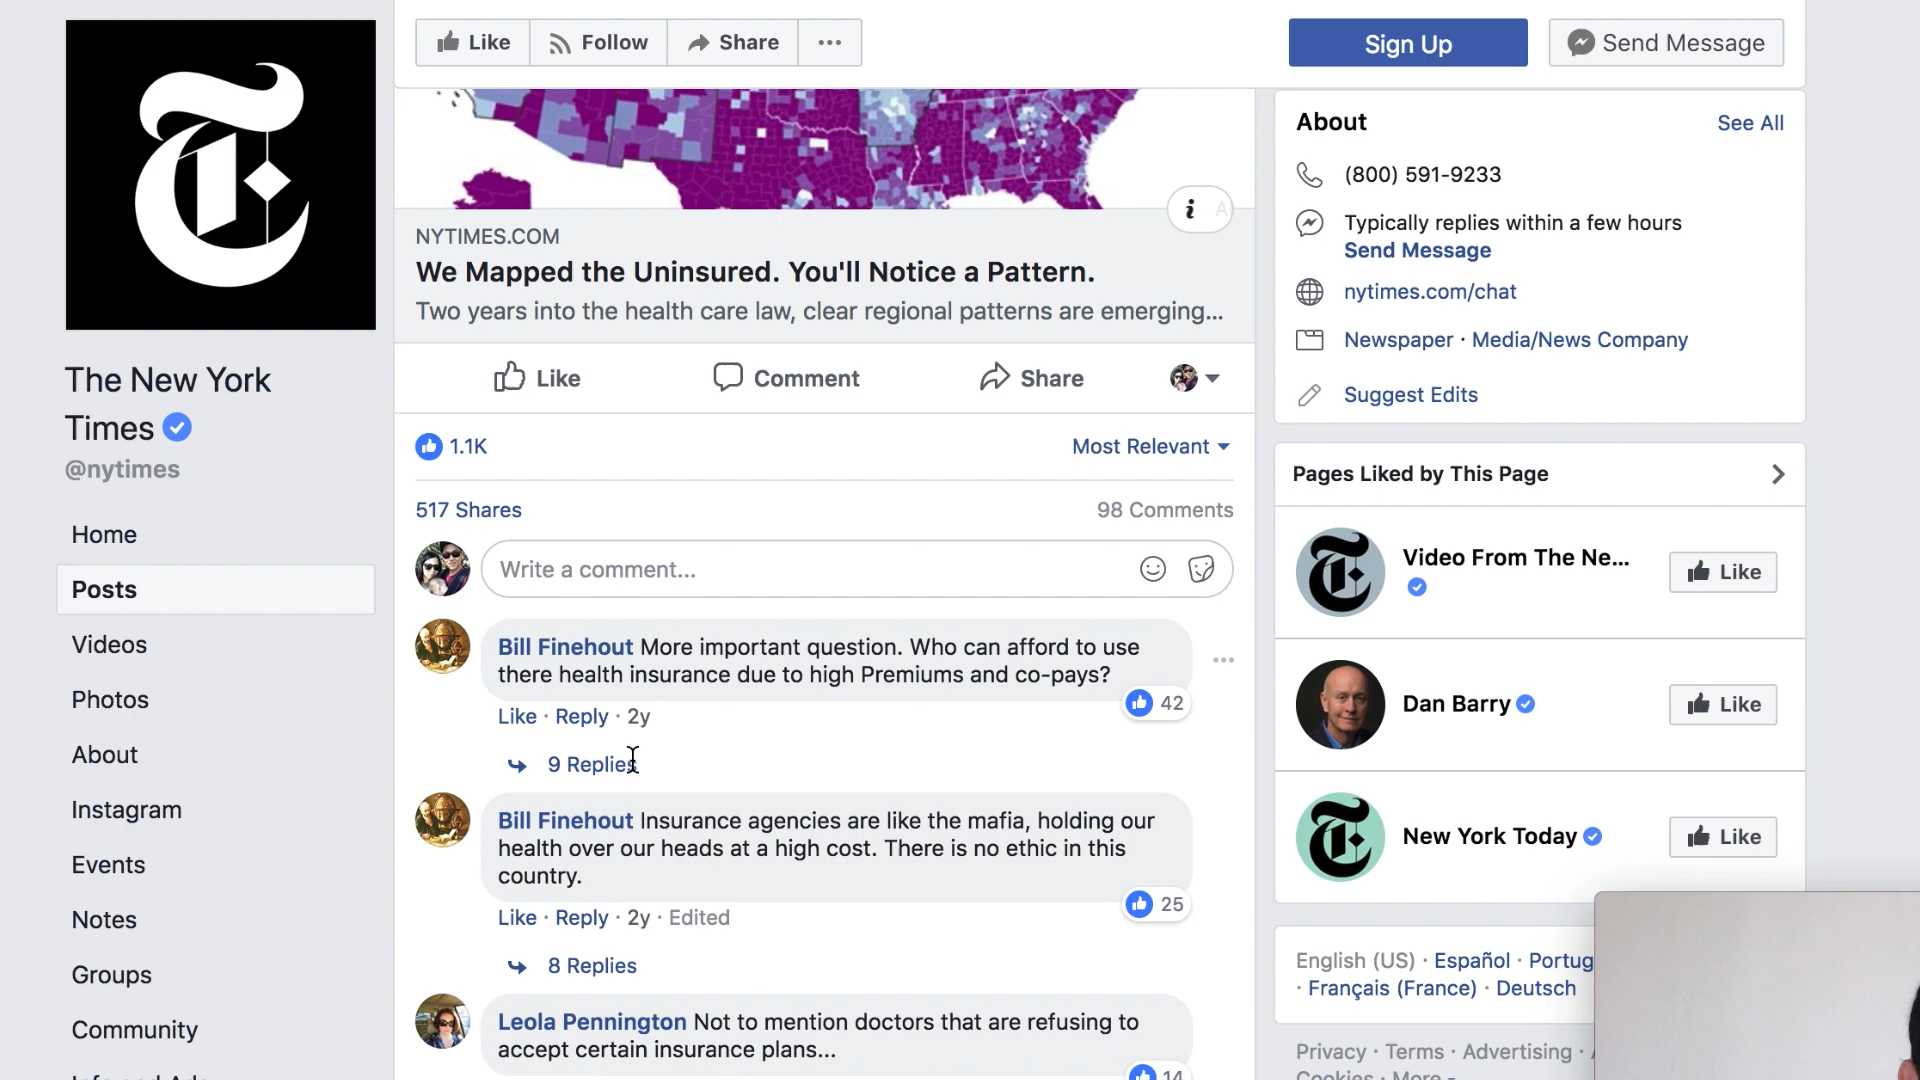 Like
Follow
Share
Sign Up
Send Message
The New York
Times
@nytimes
Home
Posts
Videos
Photos
About
Instagram
Events
Notes
Groups
Community
NYTIMES.COM
We Mapped the Uninsured. You'll Notice a Pattern.
Two years into the health care law, clear regional patterns are emerging...
Like
Comment
Share
1.1K
Most Relevant
517 Shares
98 Comments
Write a comment...
Bill Finehout More important question. Who can afford to use
there health insurance due to high Premiums and co-pays?
42
Like · Reply · 2y
9 Replies
Bill Finehout Insurance agencies are like the mafia, holding our
health over our heads at a high cost. There is no ethic in this
country.
25
Like · Reply · 2y · Edited
8 Replies
Leola Pennington Not to mention doctors that are refusing to
accept certain insurance plans...
14
About
See All
(800) 591-9233
Typically replies within a few hours
Send Message
nytimes.com/chat
Newspaper · Media/News Company
Suggest Edits
Pages Liked by This Page
Video From The Ne...
Like
Dan Barry
Like
New York Today
Like
English (US) · Español · Portug
· Français (France) · Deutsch
Privacy · Terms · Advertising ·
Cookies · More